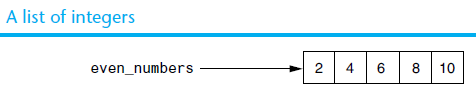 A list of integers
even_numbers 2 4 6 8 10